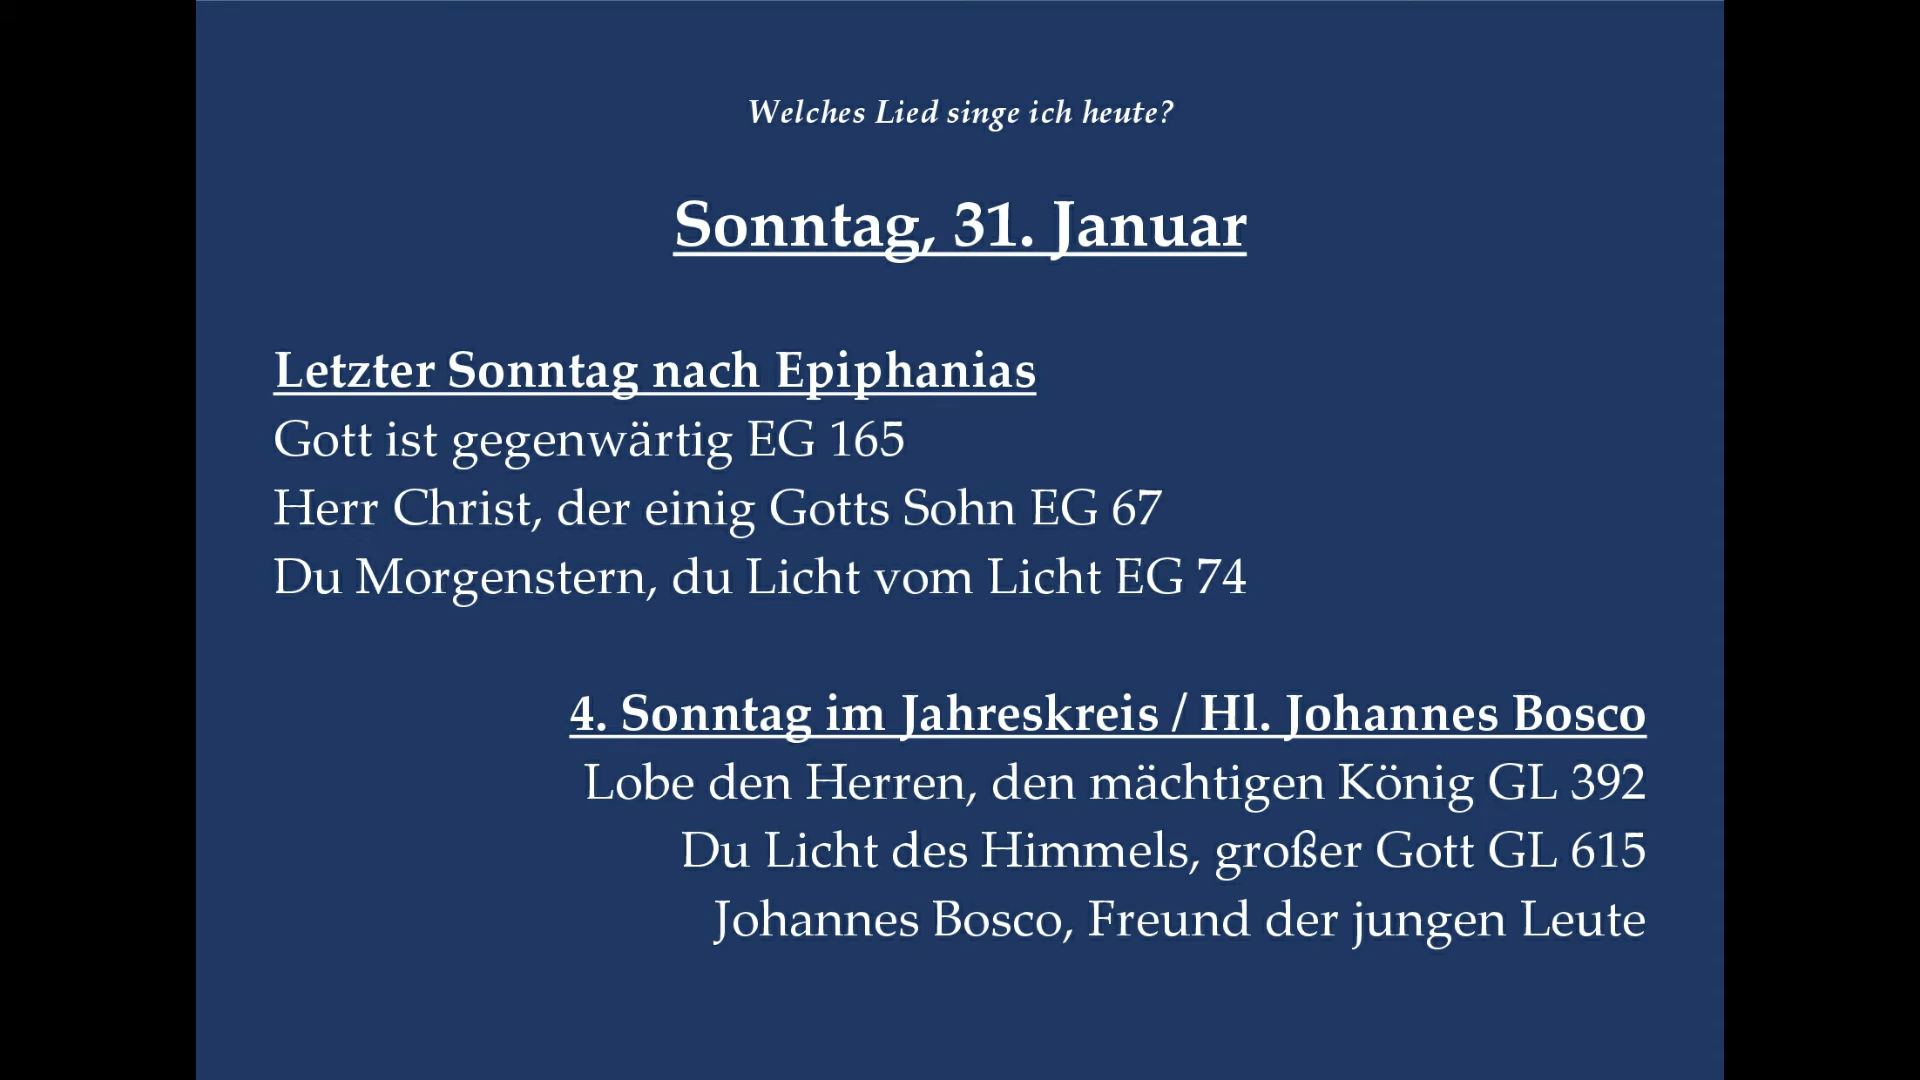 Welches Lied singe ich heute?
Sonntag, 31. Januar
Letzter Sonntag nach Epiphanias
Gott ist gegenwärtig EG 165
Herr Christ, der einig Gotts Sohn EG 67
Du Morgenstern, du Licht vom Licht EG 74
4. Sonntag im Jahreskreis / Hl. Johannes Bosco
Lobe den Herren, den mächtigen König GL 392
Du Licht des Himmels, großer Gott GL 615
Johannes Bosco, Freund der jungen Leute